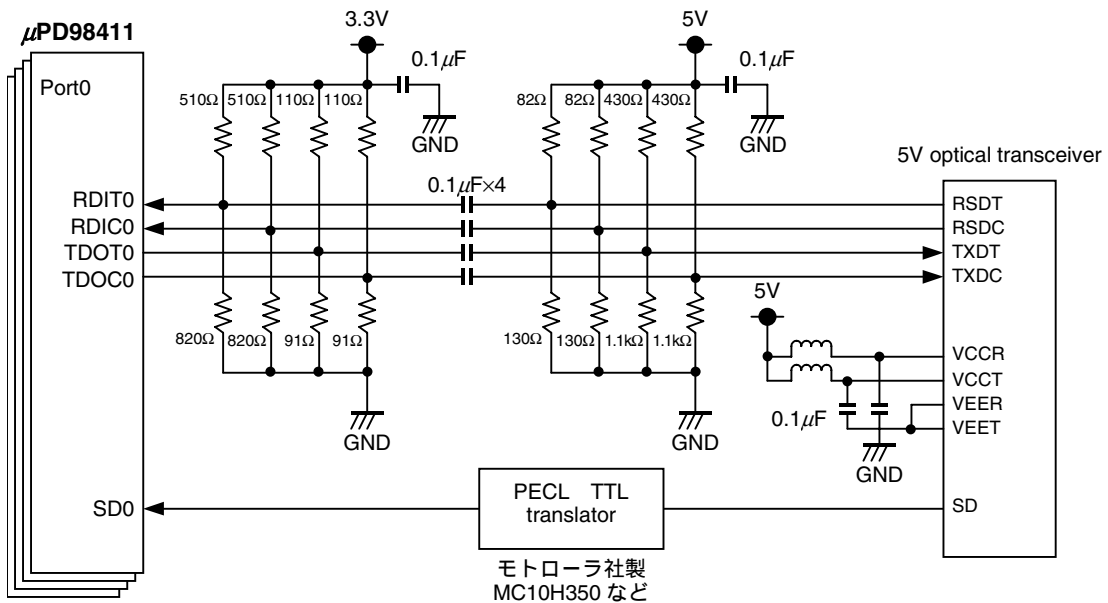 μPD98411
Port0
3.3V
0.1μF
510Ω 510Ω 110Ω 110Ω
GND
5V
0.1μF
82Ω 82Ω 430Ω 430Ω
GND
5V optical transceiver
0.1μF×4
RDIT0
RDIC0
TDOT0
TDOC0
RSDT
RSDC
TXDT
TXDC
820Ω 820Ω 91Ω 91Ω
GND
130Ω 130Ω 1.1kΩ 1.1kΩ
GND
5V
0.1μF
GND
VCCR
VCCT
VEER
VEET
SD0
PECL TTL
translator
SD
モトローラ社製
MC10H350 など